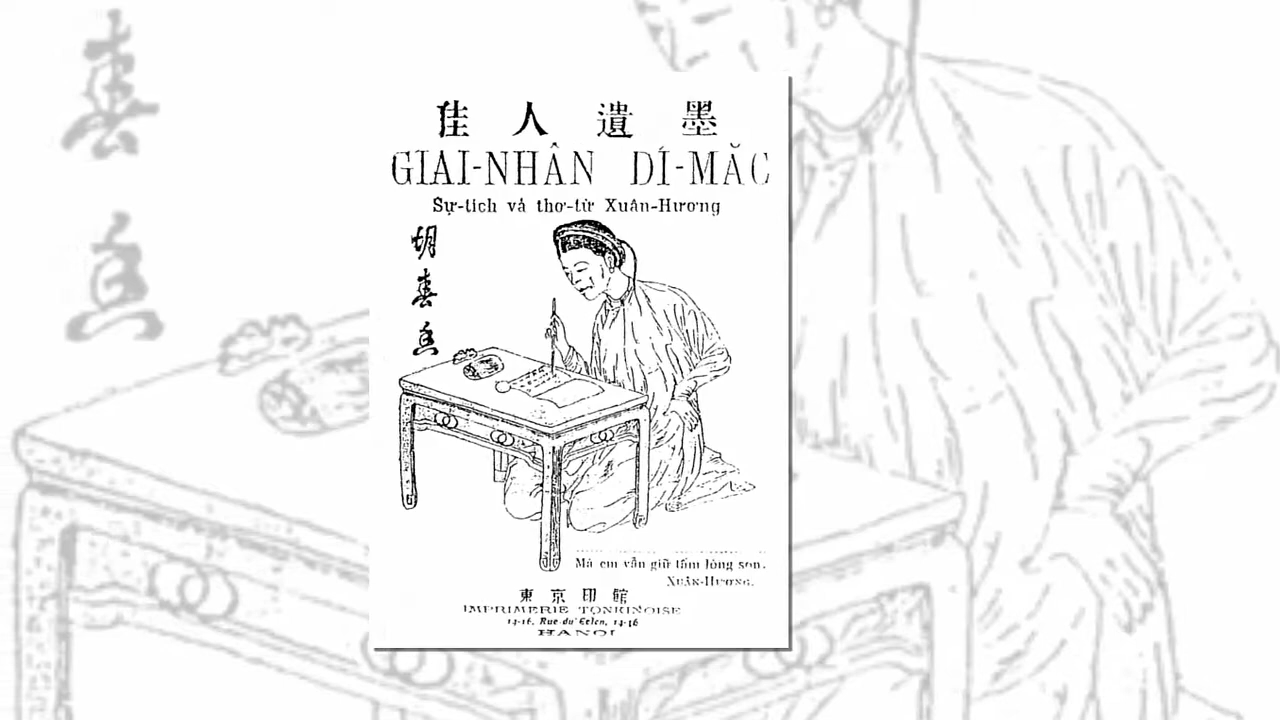 佳人遺墨
GIAI-NHÂN DÍ-MẶC
Sự-tích và thơ-từ Xuân-Hương
胡春香
Mà em vẫn giữ tấm lòng son.
XUÂN-HƯƠNG.
東京印館
IMPRIMERIE TONKINOISE
14-16, Rue du Coton, 14-16
HANOI
春香